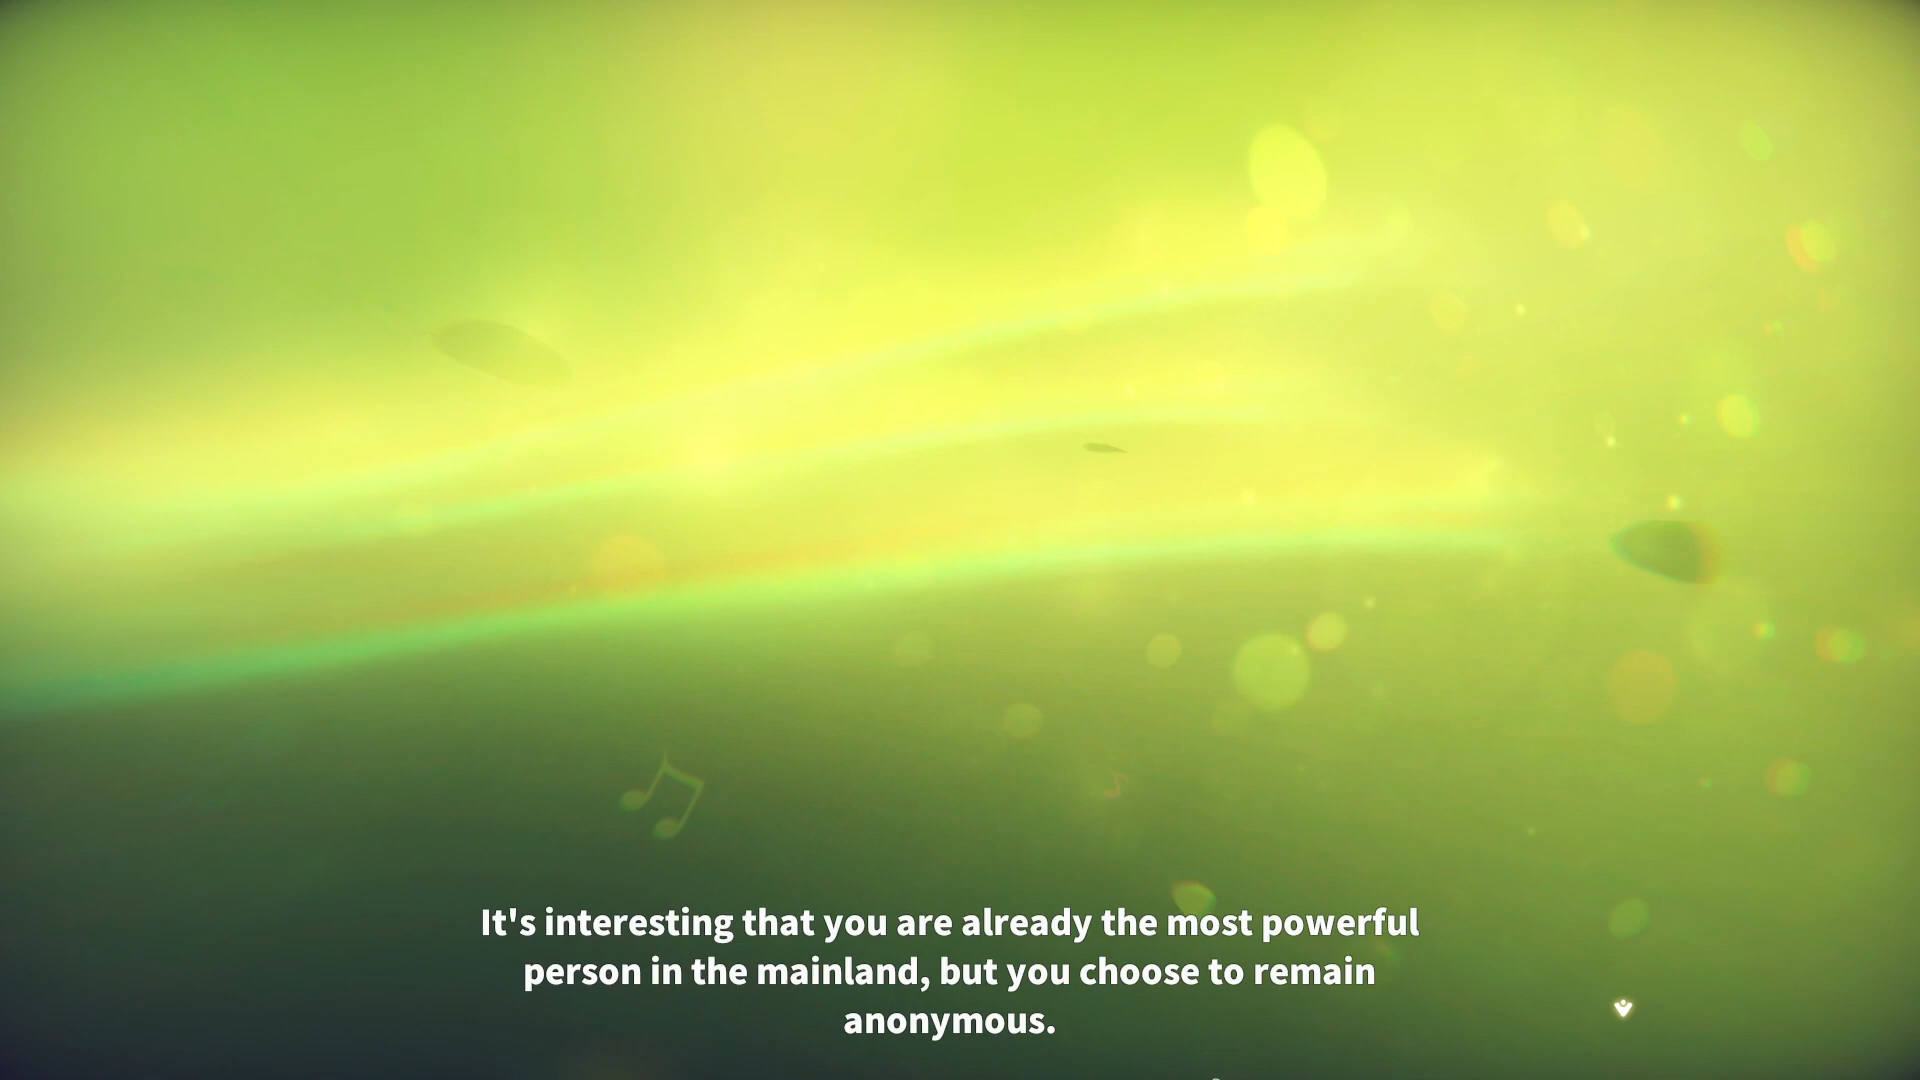 It's interesting that you are already the most powerful
person in the mainland, but you choose to remain
anonymous.